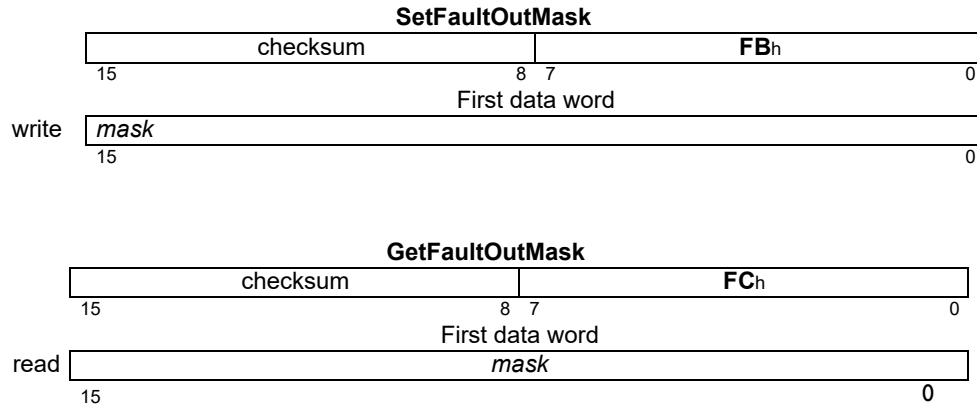 SetFaultOutMask
checksum FBh
15 8 7 0
First data word
write mask
15 0
GetFaultOutMask
checksum FCh
15 8 7 0
First data word
read mask
15 0